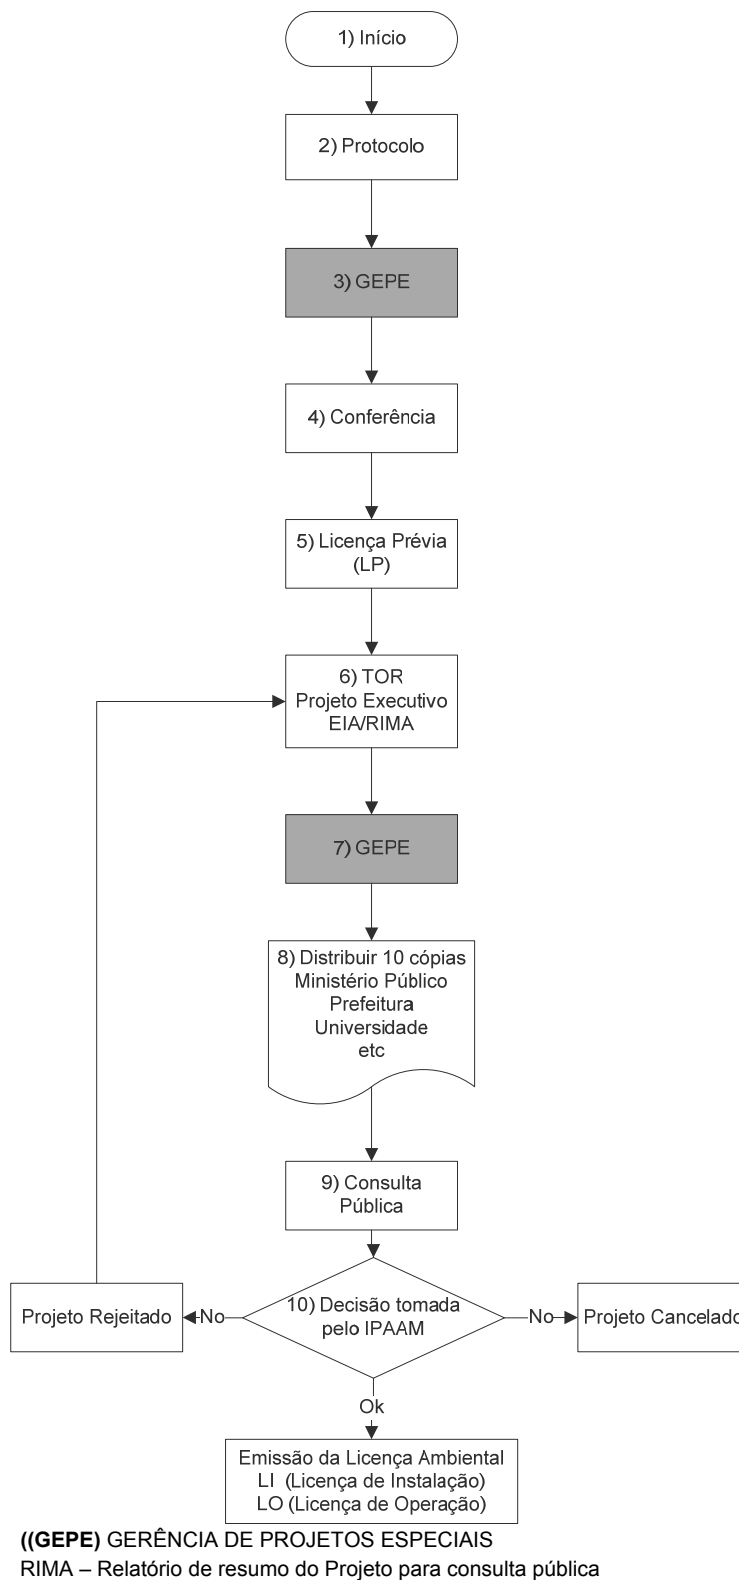 1) Início
2) Protocolo
3) GEPE
4) Conferência
5) Licença Prévia
(LP)
6) TOR
Projeto Executivo
EIA/RIMA
7) GEPE
8) Distribuir 10 cópias
Ministério Público
Prefeitura
Universidade
etc
9) Consulta
Pública
10) Decisão tomada
pelo IPAAM
No
Projeto Rejeitado
No
Projeto Cancelado
Ok
Emissão da Licença Ambiental
LI (Licença de Instalação)
LO (Licença de Operação)
((GEPE) GERÊNCIA DE PROJETOS ESPECIAIS
RIMA – Relatório de resumo do Projeto para consulta pública